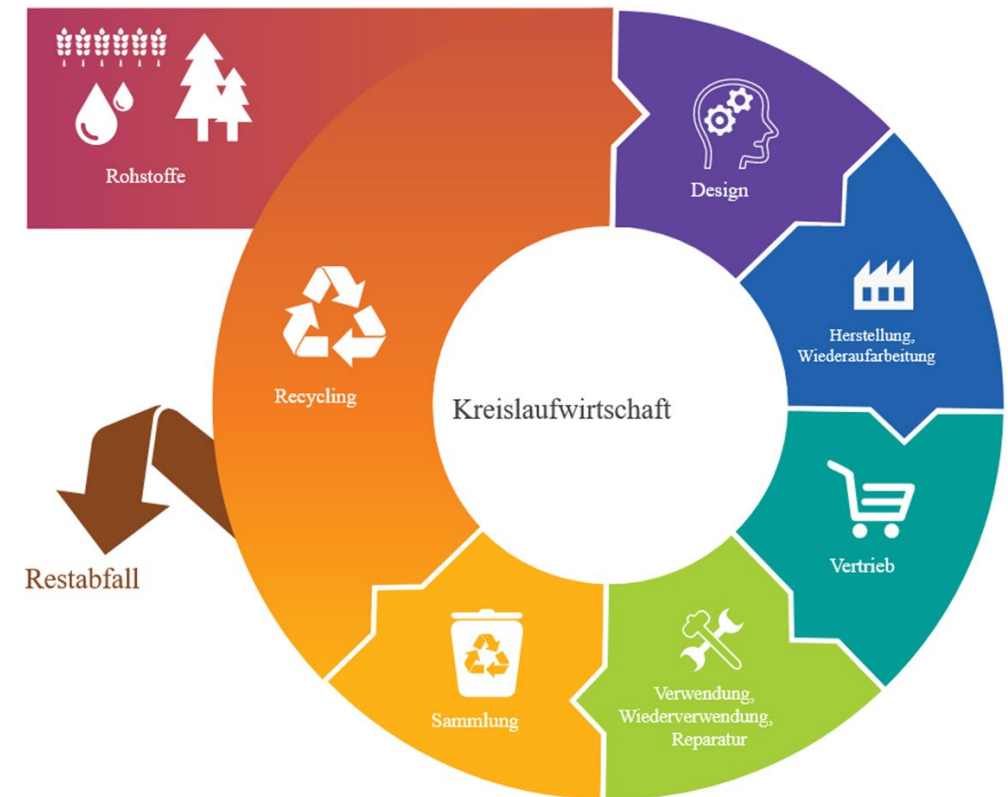 Rohstoffe
Design
Herstellung,
Wiederaufarbeitung
Recycling
Kreislaufwirtschaft
Vertrieb
Restabfall
Verwendung,
Wiederverwendung,
Reparatur
Sammlung